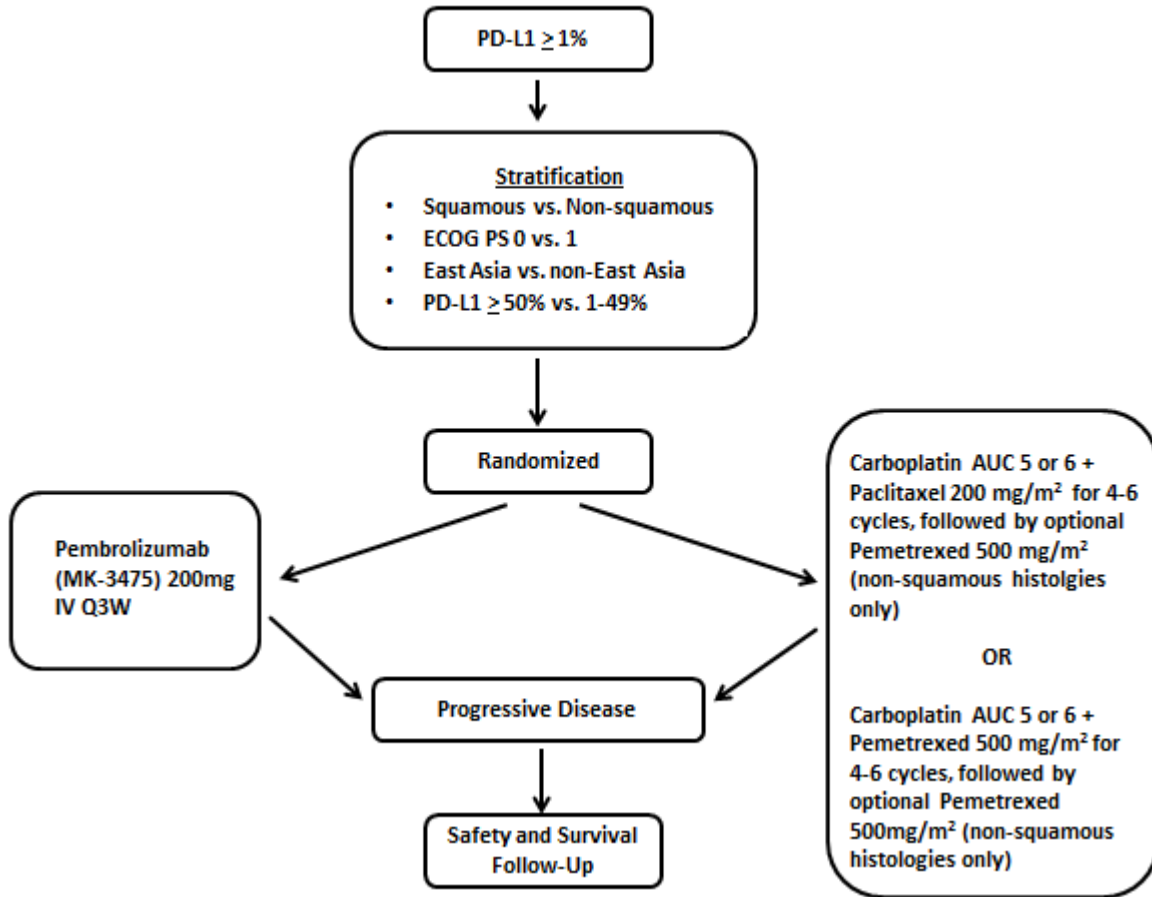 PD-L1 ≥ 1%
Stratification
• Squamous vs. Non-squamous
• ECOG PS 0 vs. 1
• East Asia vs. non-East Asia
• PD-L1 ≥ 50% vs. 1-49%
Randomized
Pembrolizumab
(MK-3475) 200mg
IV Q3W
Carboplatin AUC 5 or 6 +
Paclitaxel 200 mg/m² for 4-6
cycles, followed by optional
Pemetrexed 500 mg/m²
(non-squamous histolgies
only)
OR
Carboplatin AUC 5 or 6 +
Pemetrexed 500 mg/m² for
4-6 cycles, followed by
optional Pemetrexed
500mg/m² (non-squamous
histologies only)
Progressive Disease
Safety and Survival
Follow-Up